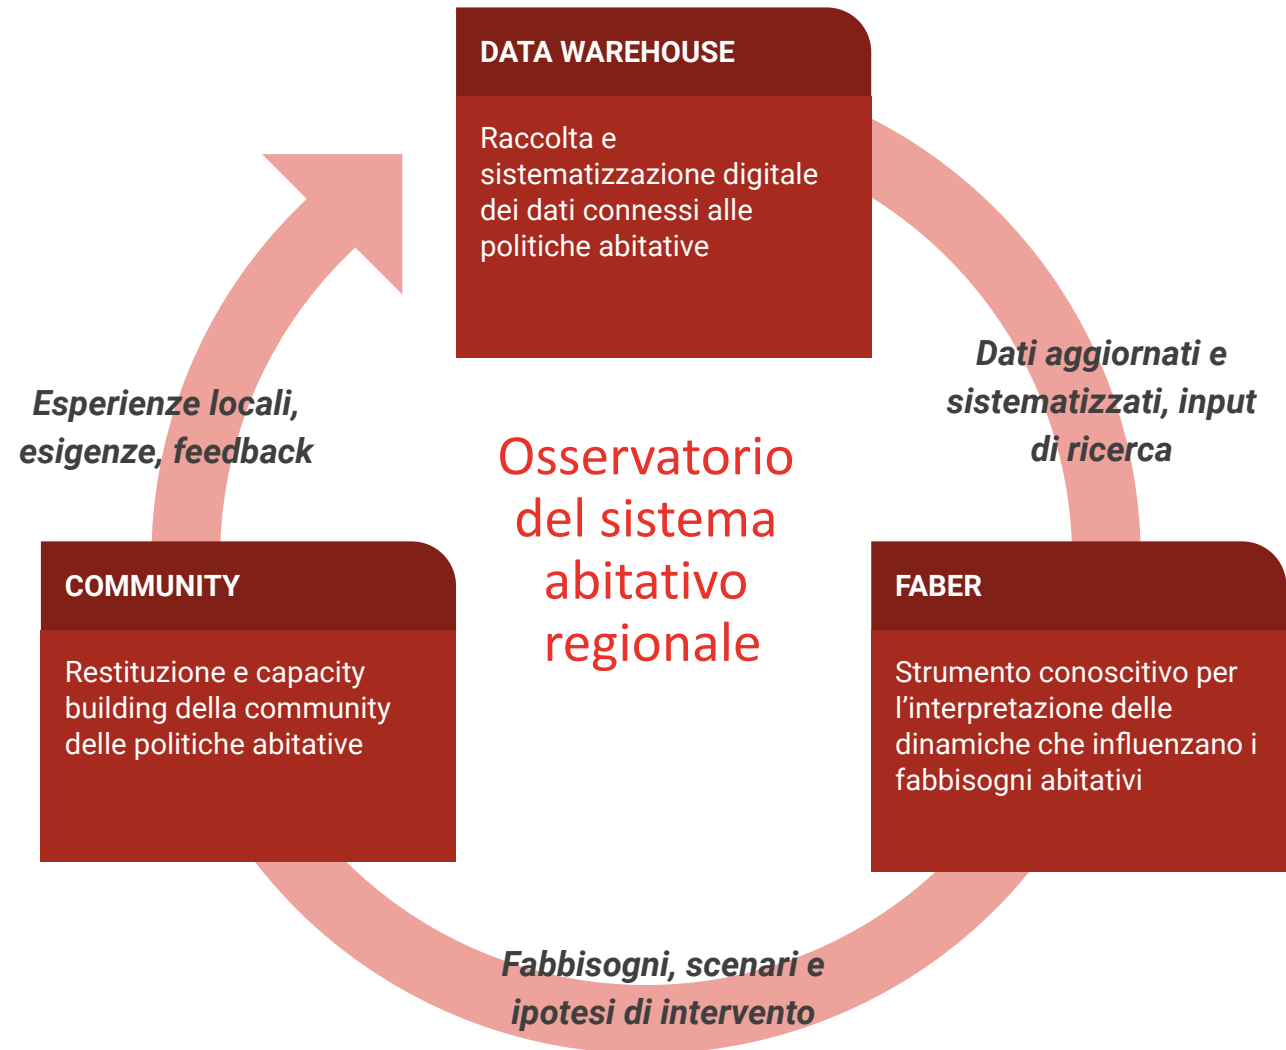 DATA WAREHOUSE
Raccolta e
sistematizzazione digitale
dei dati connessi alle
politiche abitative
Dati aggiornati e
sistematizzati, input
di ricerca
Esperienze locali,
esigenze, feedback
Osservatorio
del sistema
abitativo
regionale
COMMUNITY
Restituzione e capacity
building della community
delle politiche abitative
FABER
Strumento conoscitivo per
l’interpretazione delle
dinamiche che influenzano i
fabbisogni abitativi
Fabbisogni, scenari e
ipotesi di intervento